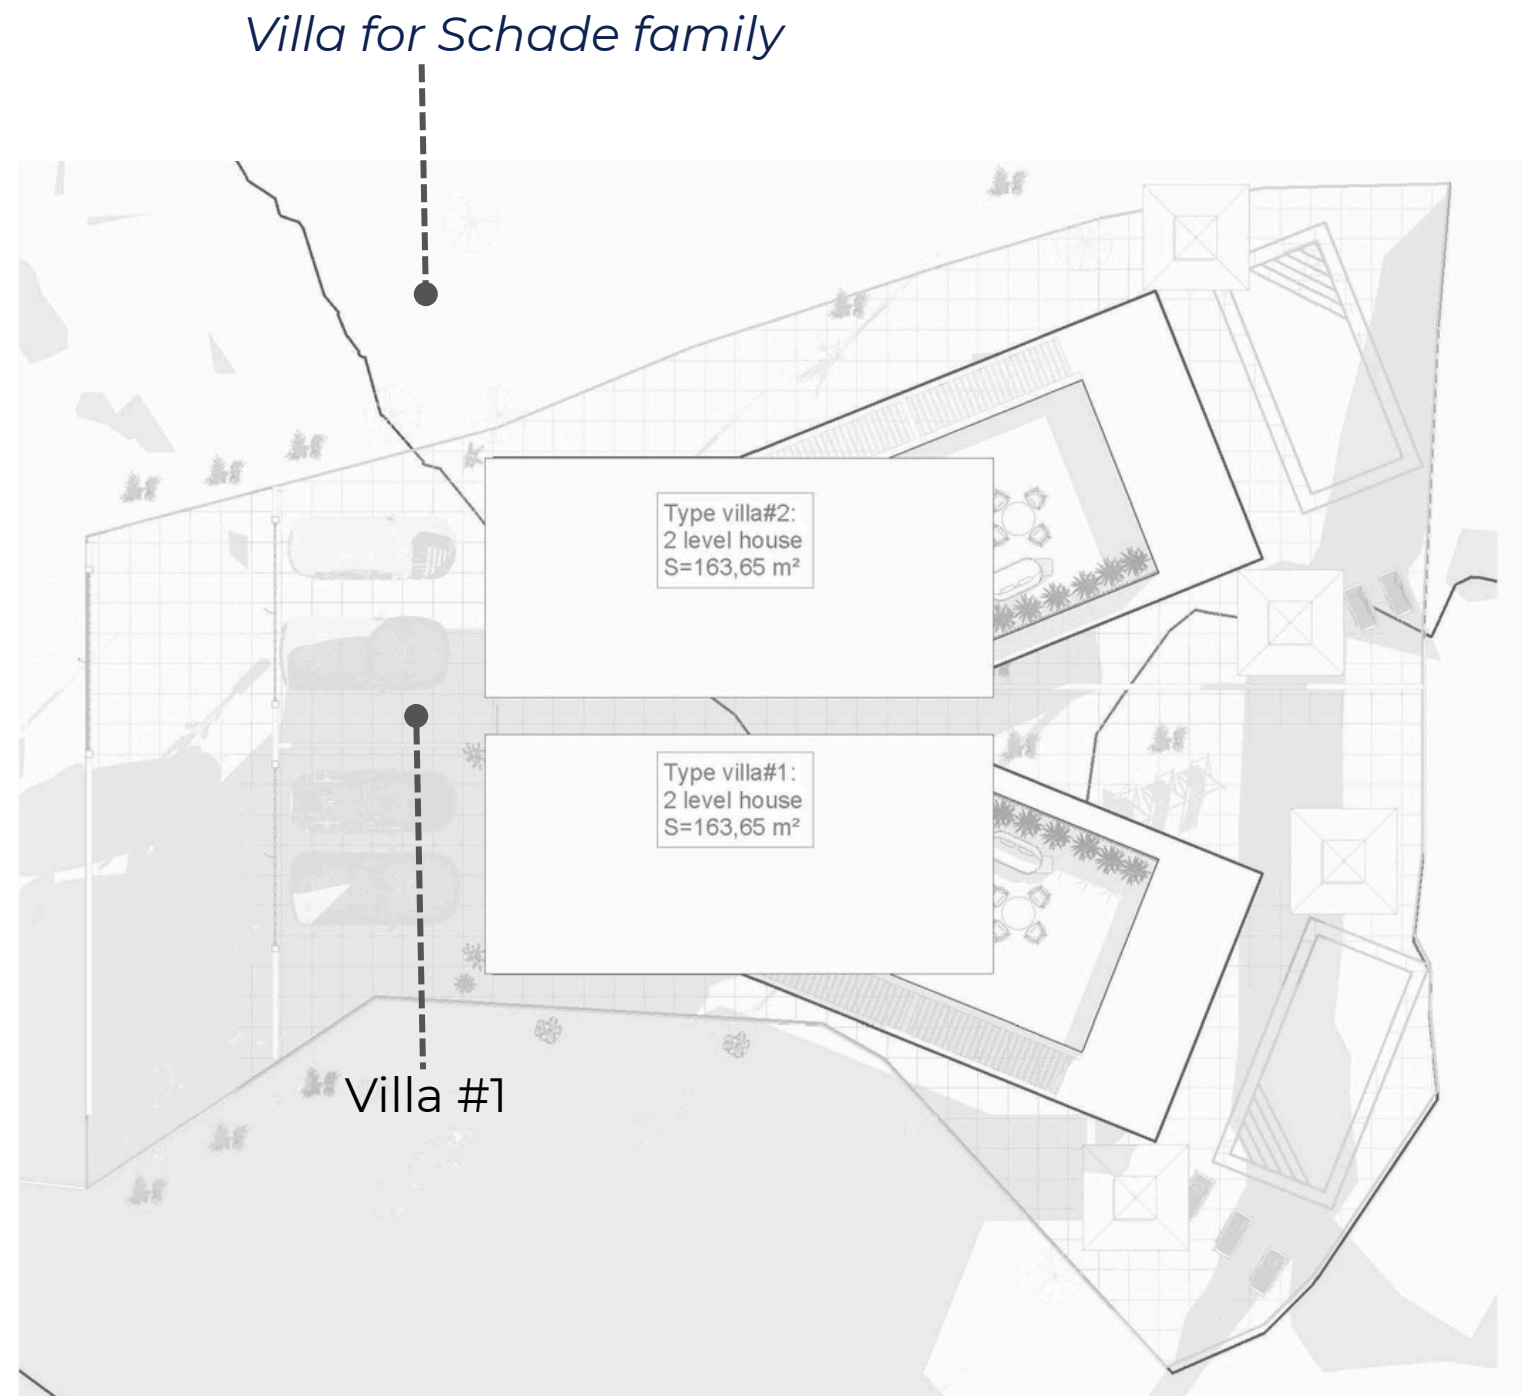 Villa for Schade family
Type villa#2:
2 level house
S=163,65 m²
Type villa#1:
2 level house
S=163,65 m²
Villa #1